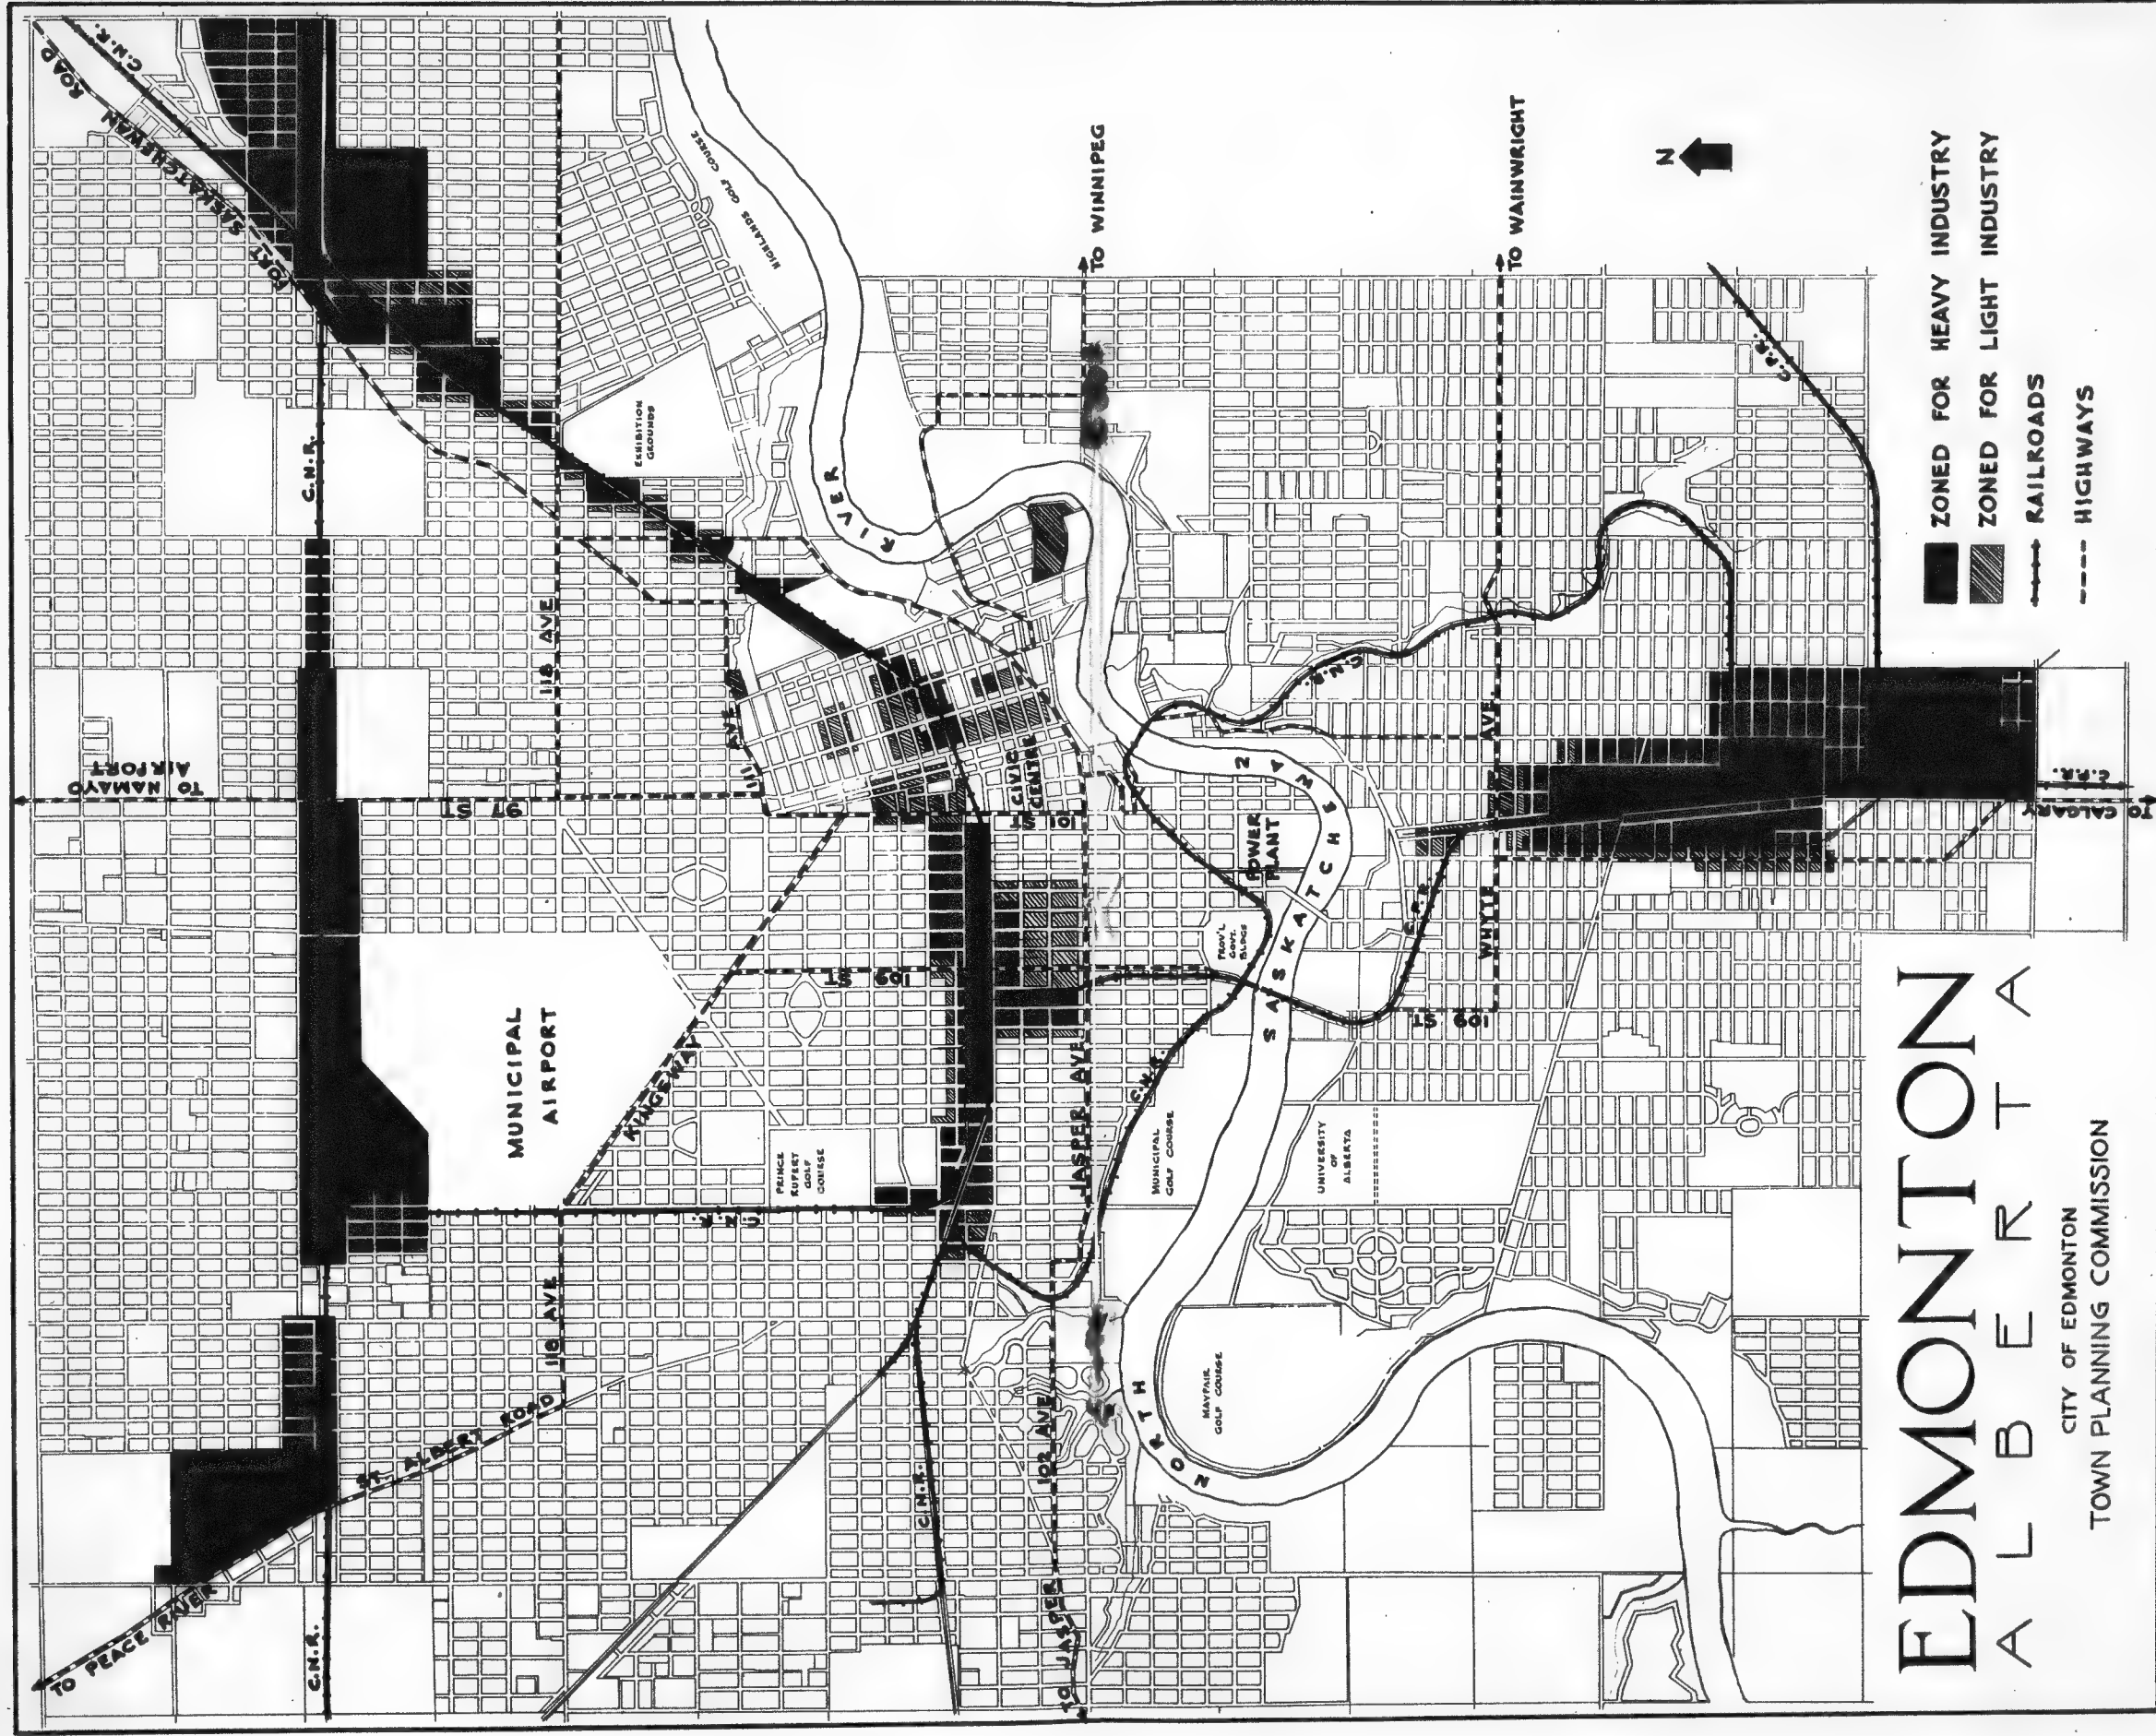 TO PEACE RIVER
C.N.R.
ST. ALBERT ROAD
118 AVE
C.N.R.
102 AVE
TO JASPER
MUNICIPAL
AIRPORT
KINGSWAY
PRINCE
RUPERT
GOLF
COURSE
C.N.R.
109 ST
JASPER AVE.
C.N.R.
MUNICIPAL
GOLF COURSE
UNIVERSITY
OF
ALBERTA
MAYFAIR
GOLF COURSE
NORTH
SASKATCHEWAN
RIVER
PROV'L
GOVT.
BLDGS
POWER
PLANT
109 ST
C.P.R.
WHYTE AVE.
TO NAMAYO
AIRPORT
97 ST
111 AVE
101 ST
CIVIC
CENTRE
118 AVE
C.N.R.
FORT SASKATCHEWAN ROAD
C.N.R.
EXHIBITION
GROUNDS
HIGHLANDS GOLF COURSE
TO WINNIPEG
TO WAINWRIGHT
C.N.R.
C.P.R.
C.P.R.
TO CALGARY
N
ZONED FOR HEAVY INDUSTRY
ZONED FOR LIGHT INDUSTRY
RAILROADS
HIGHWAYS
EDMONTON
ALBERTA
CITY OF EDMONTON
TOWN PLANNING COMMISSION